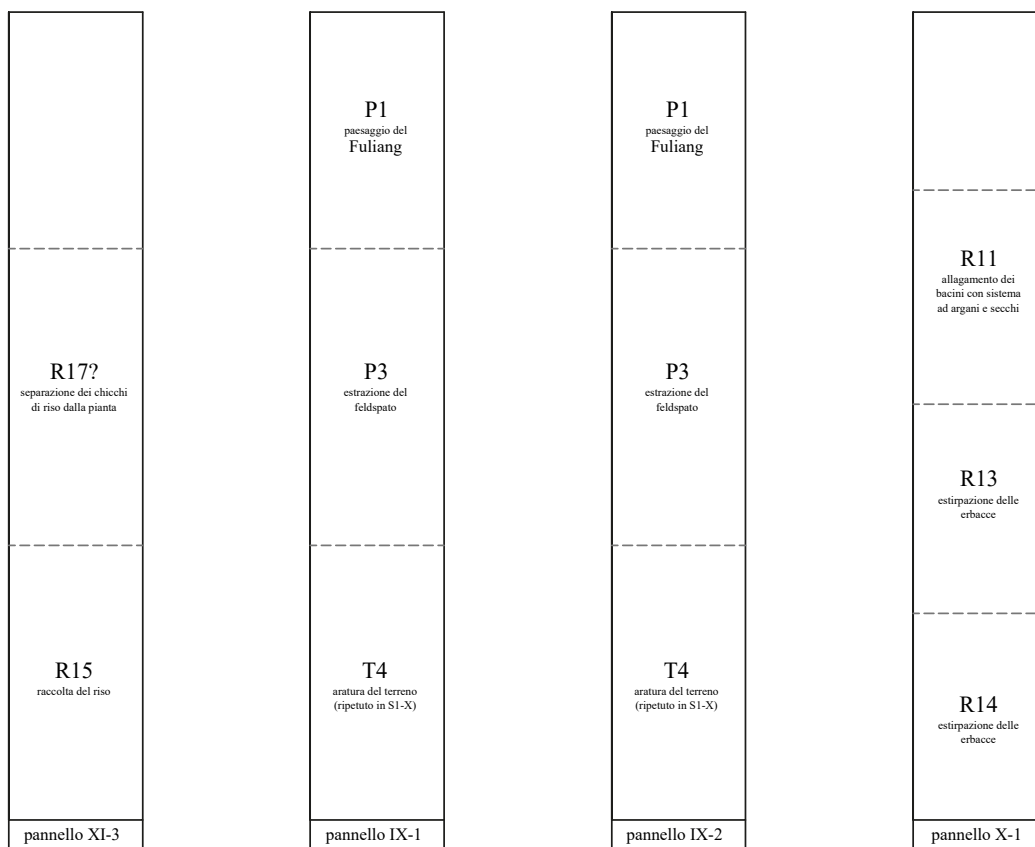 R17?
separazione dei chicchi
di riso dalla pianta
R15
raccolta del riso
pannello XI-3
P1
paesaggio del
Fuliang
P3
estrazione del
feldspato
T4
aratura del terreno
(ripetuto in S1-X)
pannello IX-1
P1
paesaggio del
Fuliang
P3
estrazione del
feldspato
T4
aratura del terreno
(ripetuto in S1-X)
pannello IX-2
R11
allagamento dei
bacini con sistema
ad argani e secchi
R13
estirpazione delle
erbacce
R14
estirpazione delle
erbacce
pannello X-1